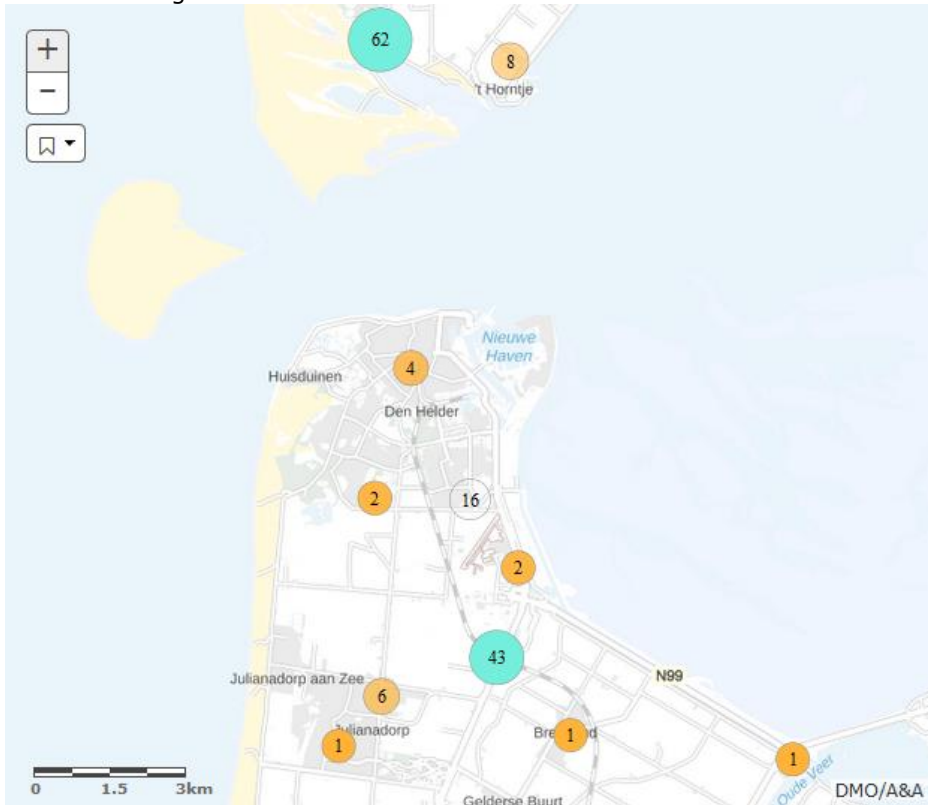 62
8
't Horntje
+
−
Nieuwe
Haven
4
Huisduinen
Den Helder
2
16
2
43
Julianadorp aan Zee
N99
6
Julianadorp
1
1
1
Oude Veer
0 1.5 3km
Gelderse Buurt
DMO/A&A